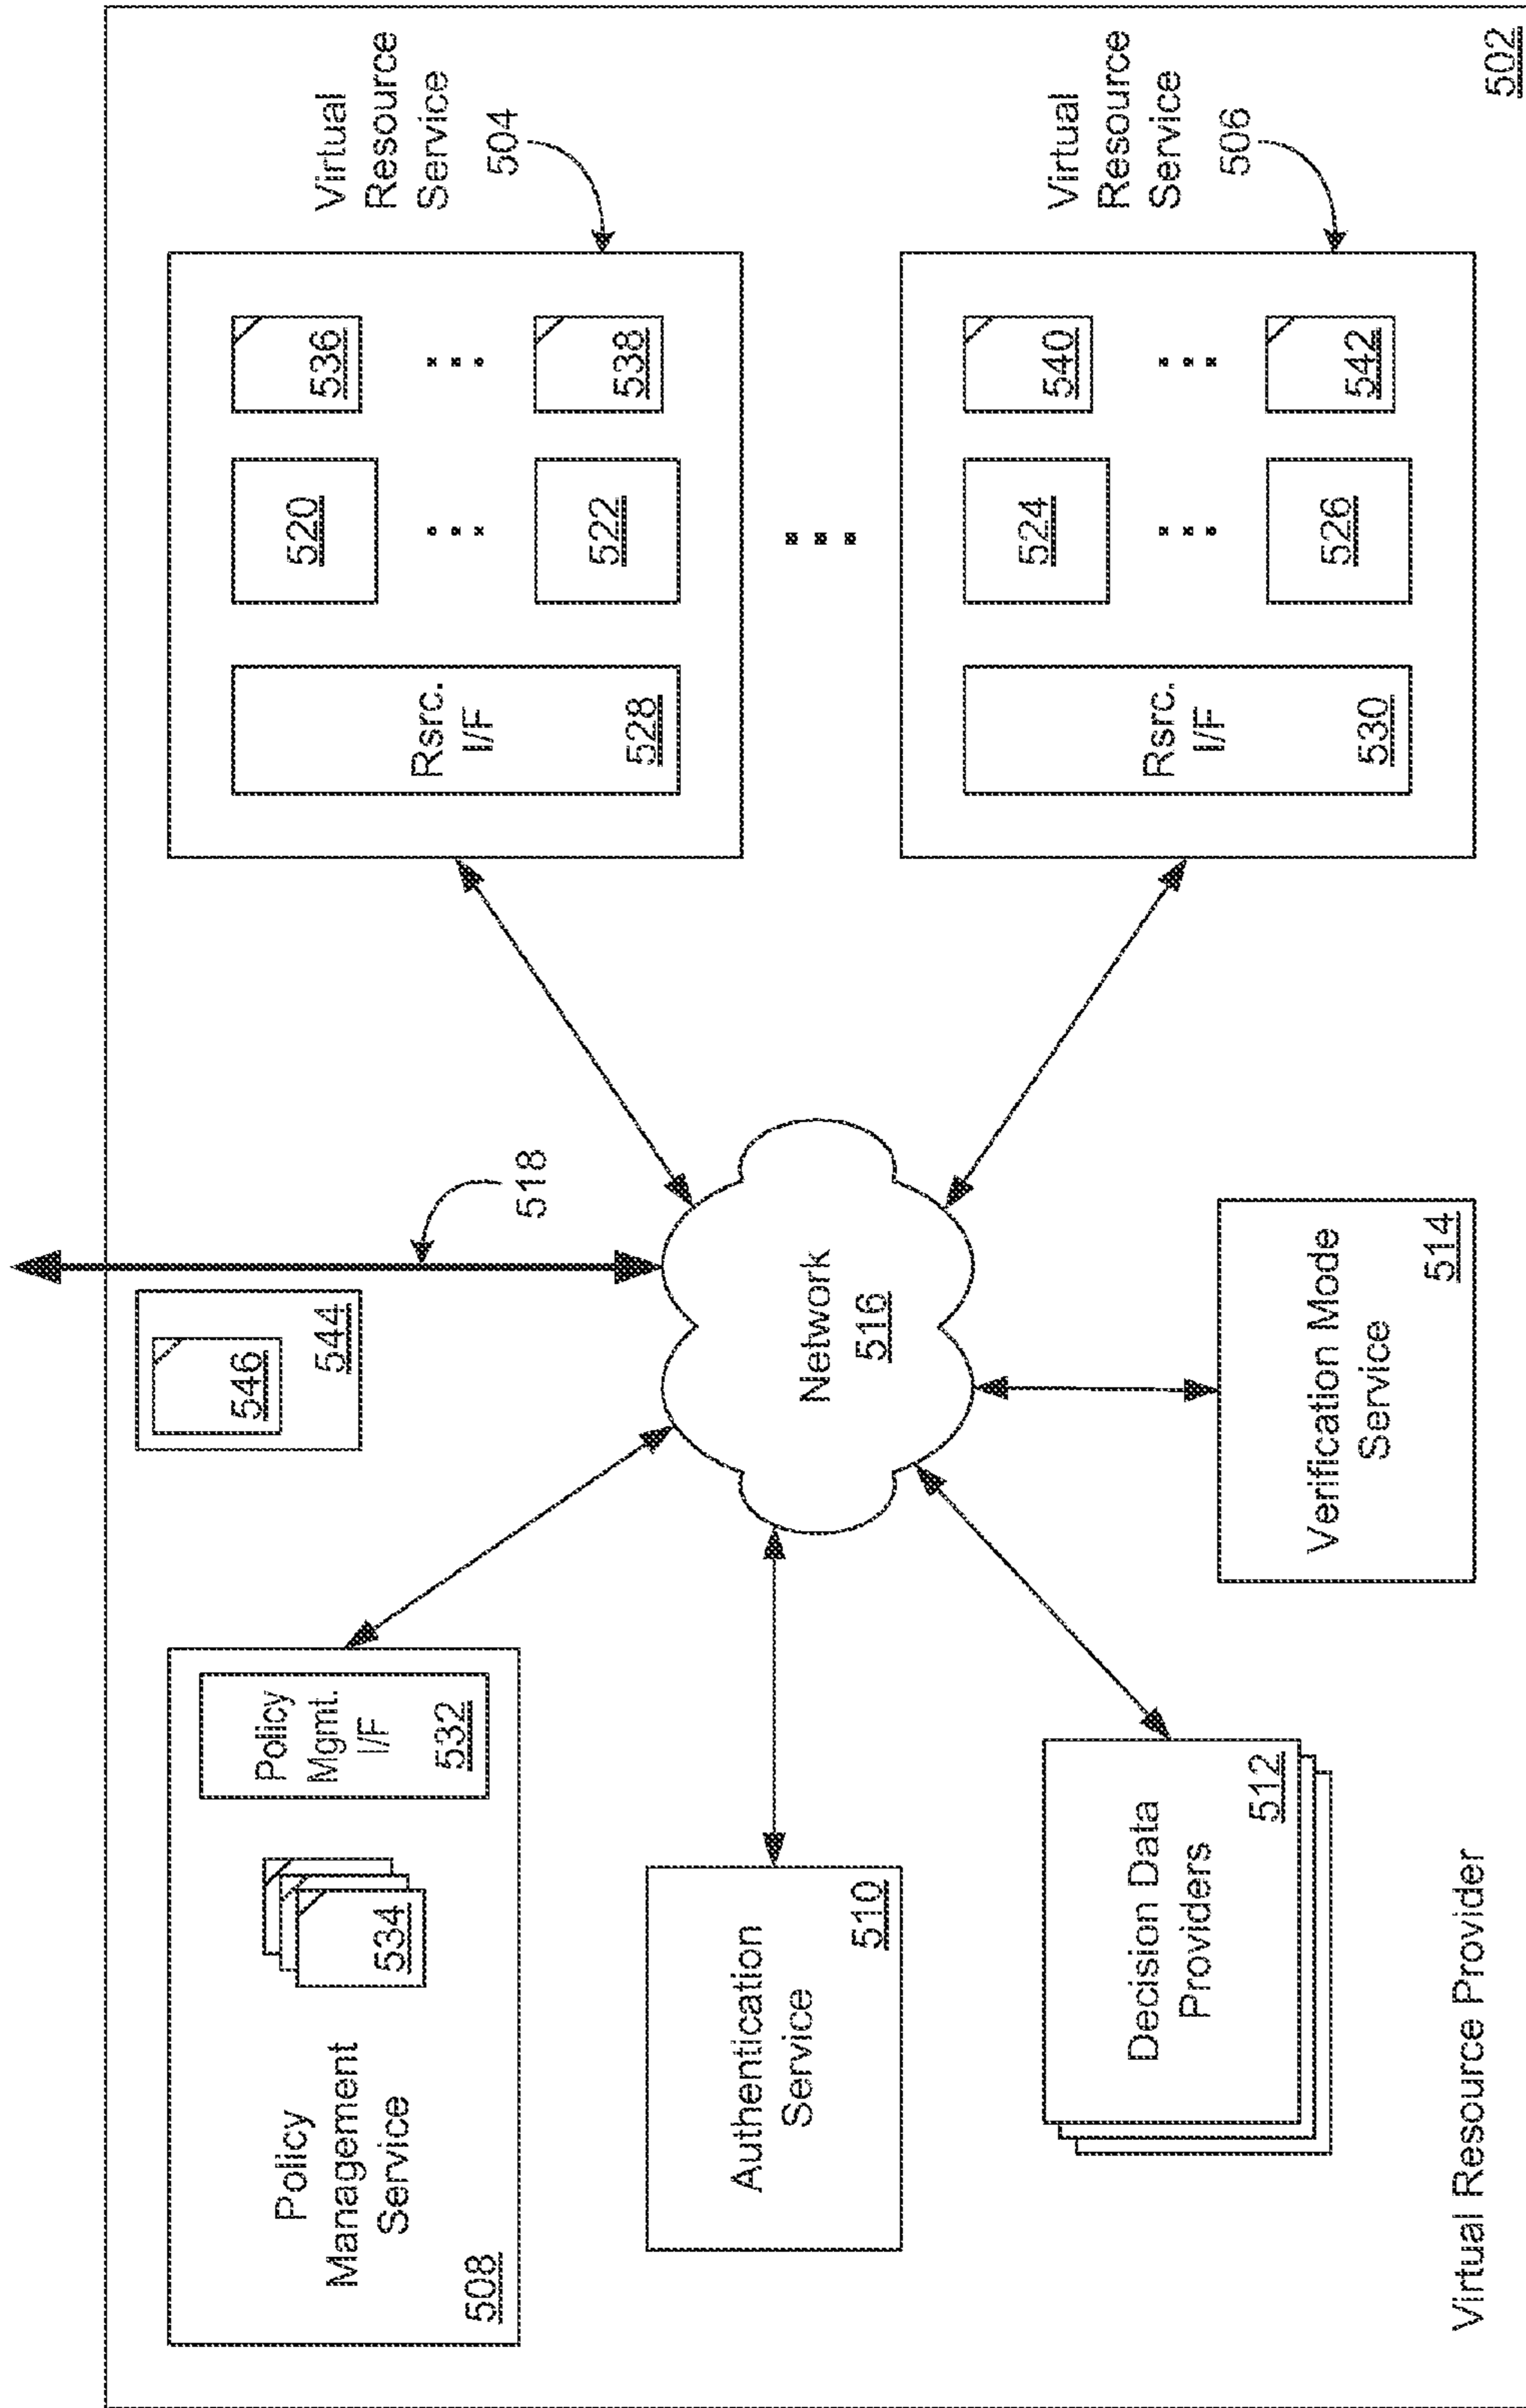 Policy
Management
Service
508
534
Policy
Mgmt.
I/F
532
546
544
518
Virtual
Resource
Service
504
Rsrc.
I/F
528
520
522
536
538
Authentication
Service
510
Network
516
Decision Data
Providers
512
Verification Mode
Service
514
Virtual
Resource
Service
506
Rsrc.
I/F
530
524
526
540
542
Virtual Resource Provider
502